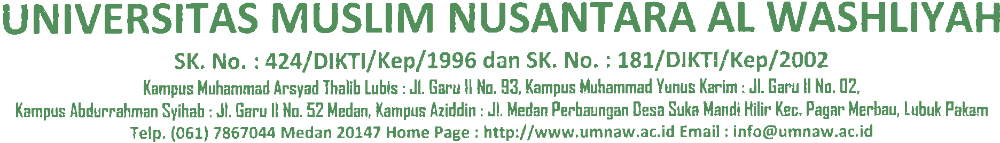 UNIVERSITAS MUSLIM NUSANTARA AL WASHLIYAH
SK. No. : 424/DIKTI/Kep/1996 dan SK. No. : 181/DIKTI/Kep/2002
Kampus Muhammad Arsyad Thalib Lubis : Jl. Garu II No. 93, Kampus Muhammad Yunus Karim : Jl. Garu II No. 02,
Kampus Abdurrahman Syihab : Jl. Garu II No. 52 Medan, Kampus Aziddin : Jl. Medan Perbaungan Desa Suka Mandi Hilir Kec. Pagar Merbau, Lubuk Pakam
Telp. (061) 7867044 Medan 20147 Home Page : http://www.umnaw.ac.id Email : info@umnaw.ac.id